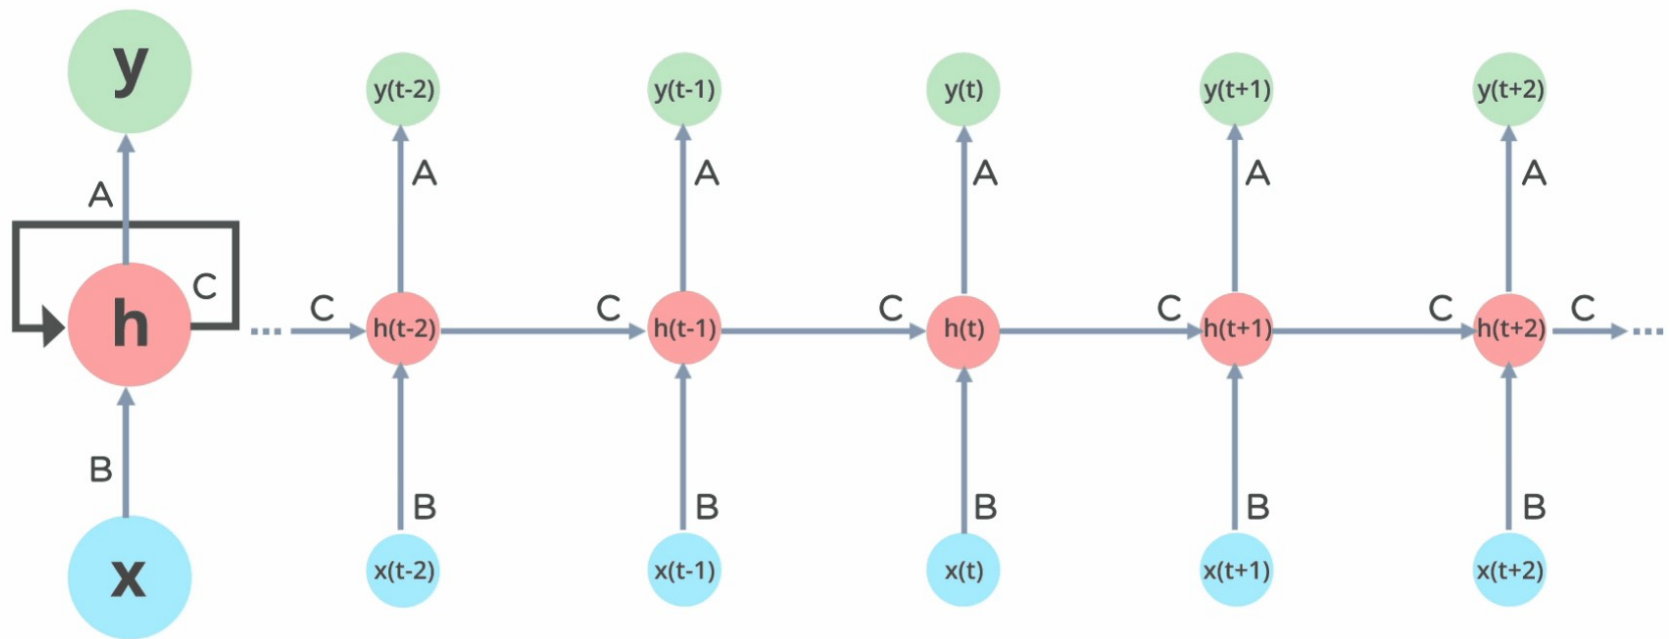 y
y(t-2) y(t-1) y(t) y(t+1) y(t+2)
A A A A A
A
C
C C C C C C
h
h(t-2) h(t-1) h(t) h(t+1) h(t+2)
B
B B B B B
x
x(t-2) x(t-1) x(t) x(t+1) x(t+2)